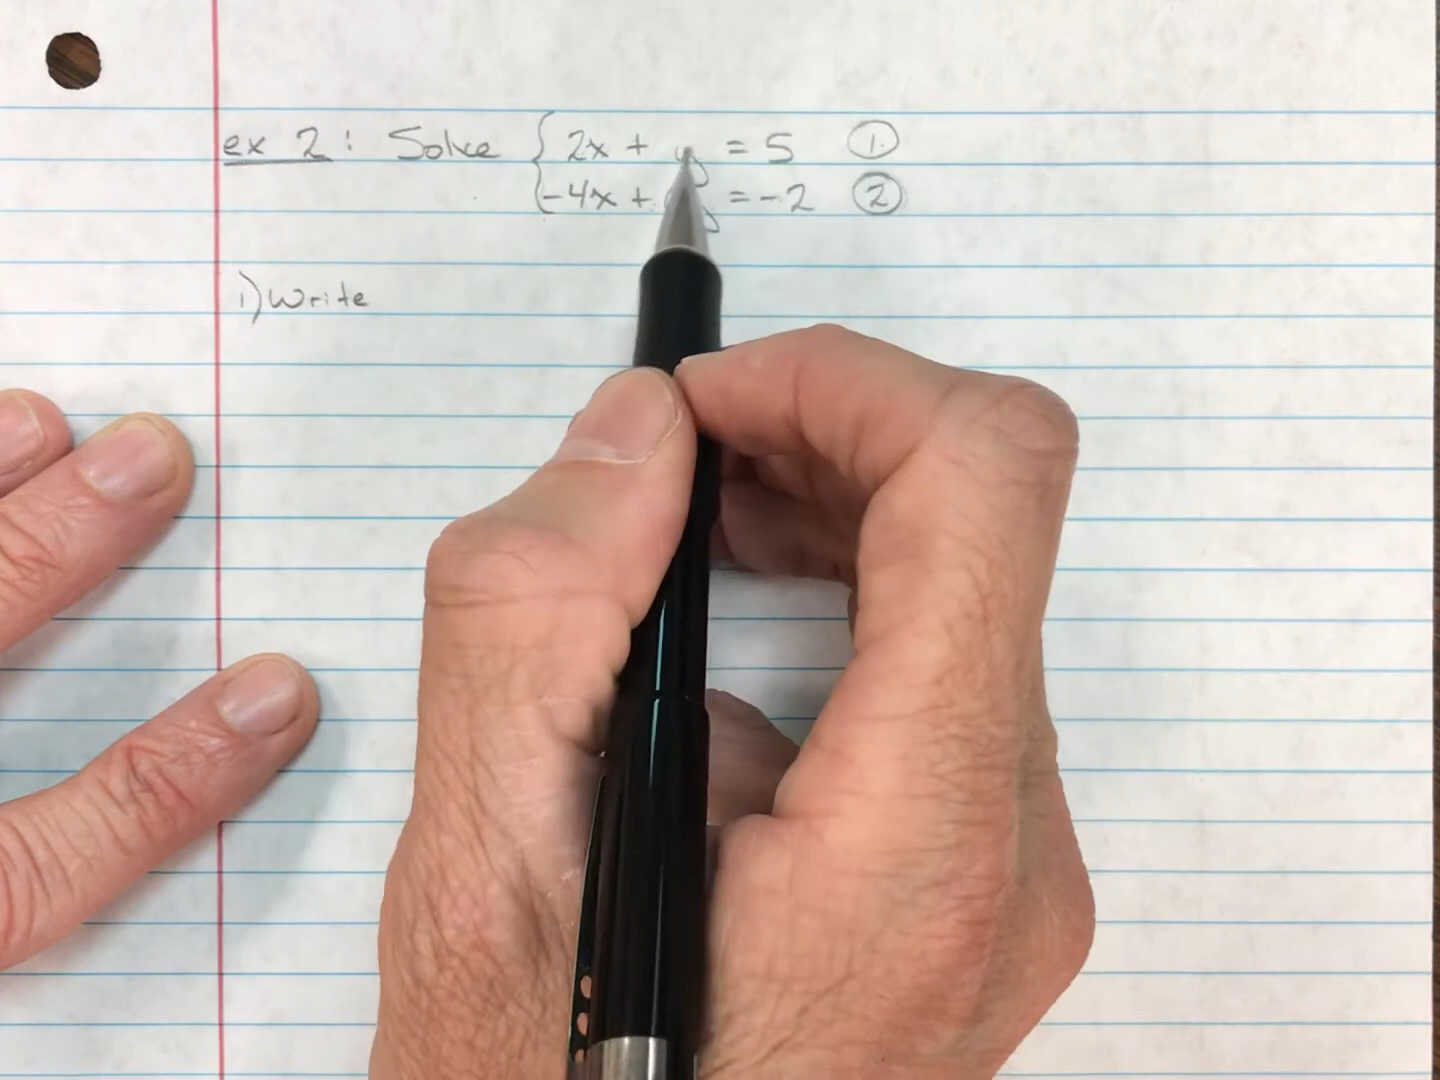 ex 2: Solve { 2x + y = 5 ①
-4x + y = -2 ②
1) Write